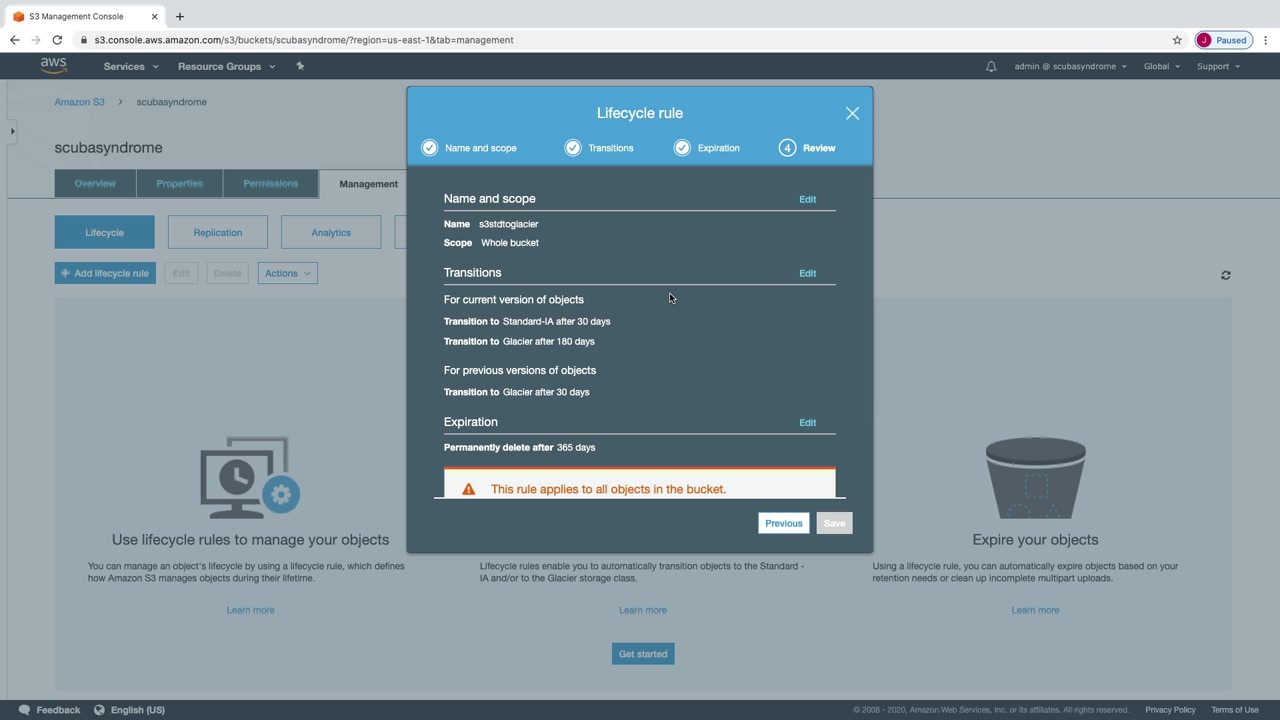 S3 Management Console
s3.console.aws.amazon.com/s3/buckets/scubasyndrome/?region=us-east-1&tab=management
J Paused
aws Services Resource Groups admin @ scubasyndrome Global Support
Amazon S3 > scubasyndrome
scubasyndrome
Overview Properties Permissions Management
Lifecycle Replication Analytics
+ Add lifecycle rule Edit Delete Actions
Lifecycle rule
Name and scope Transitions Expiration 4 Review
Name and scope Edit
Name s3stdtoglacier
Scope Whole bucket
Transitions Edit
For current version of objects
Transition to Standard-IA after 30 days
Transition to Glacier after 180 days
For previous versions of objects
Transition to Glacier after 30 days
Expiration Edit
Permanently delete after 365 days
This rule applies to all objects in the bucket.
Previous Save
Use lifecycle rules to manage your objects
You can manage an object's lifecycle by using a lifecycle rule, which defines
how Amazon S3 manages objects during their lifetime.
Learn more
Lifecycle rules enable you to automatically transition objects to the Standard -
IA and/or to the Glacier storage class.
Learn more
Expire your objects
Using a lifecycle rule, you can automatically expire objects based on your
retention needs or clean up incomplete multipart uploads.
Learn more
Get started
Feedback English (US) © 2008 - 2020, Amazon Web Services, Inc. or its affiliates. All rights reserved. Privacy Policy Terms of Use